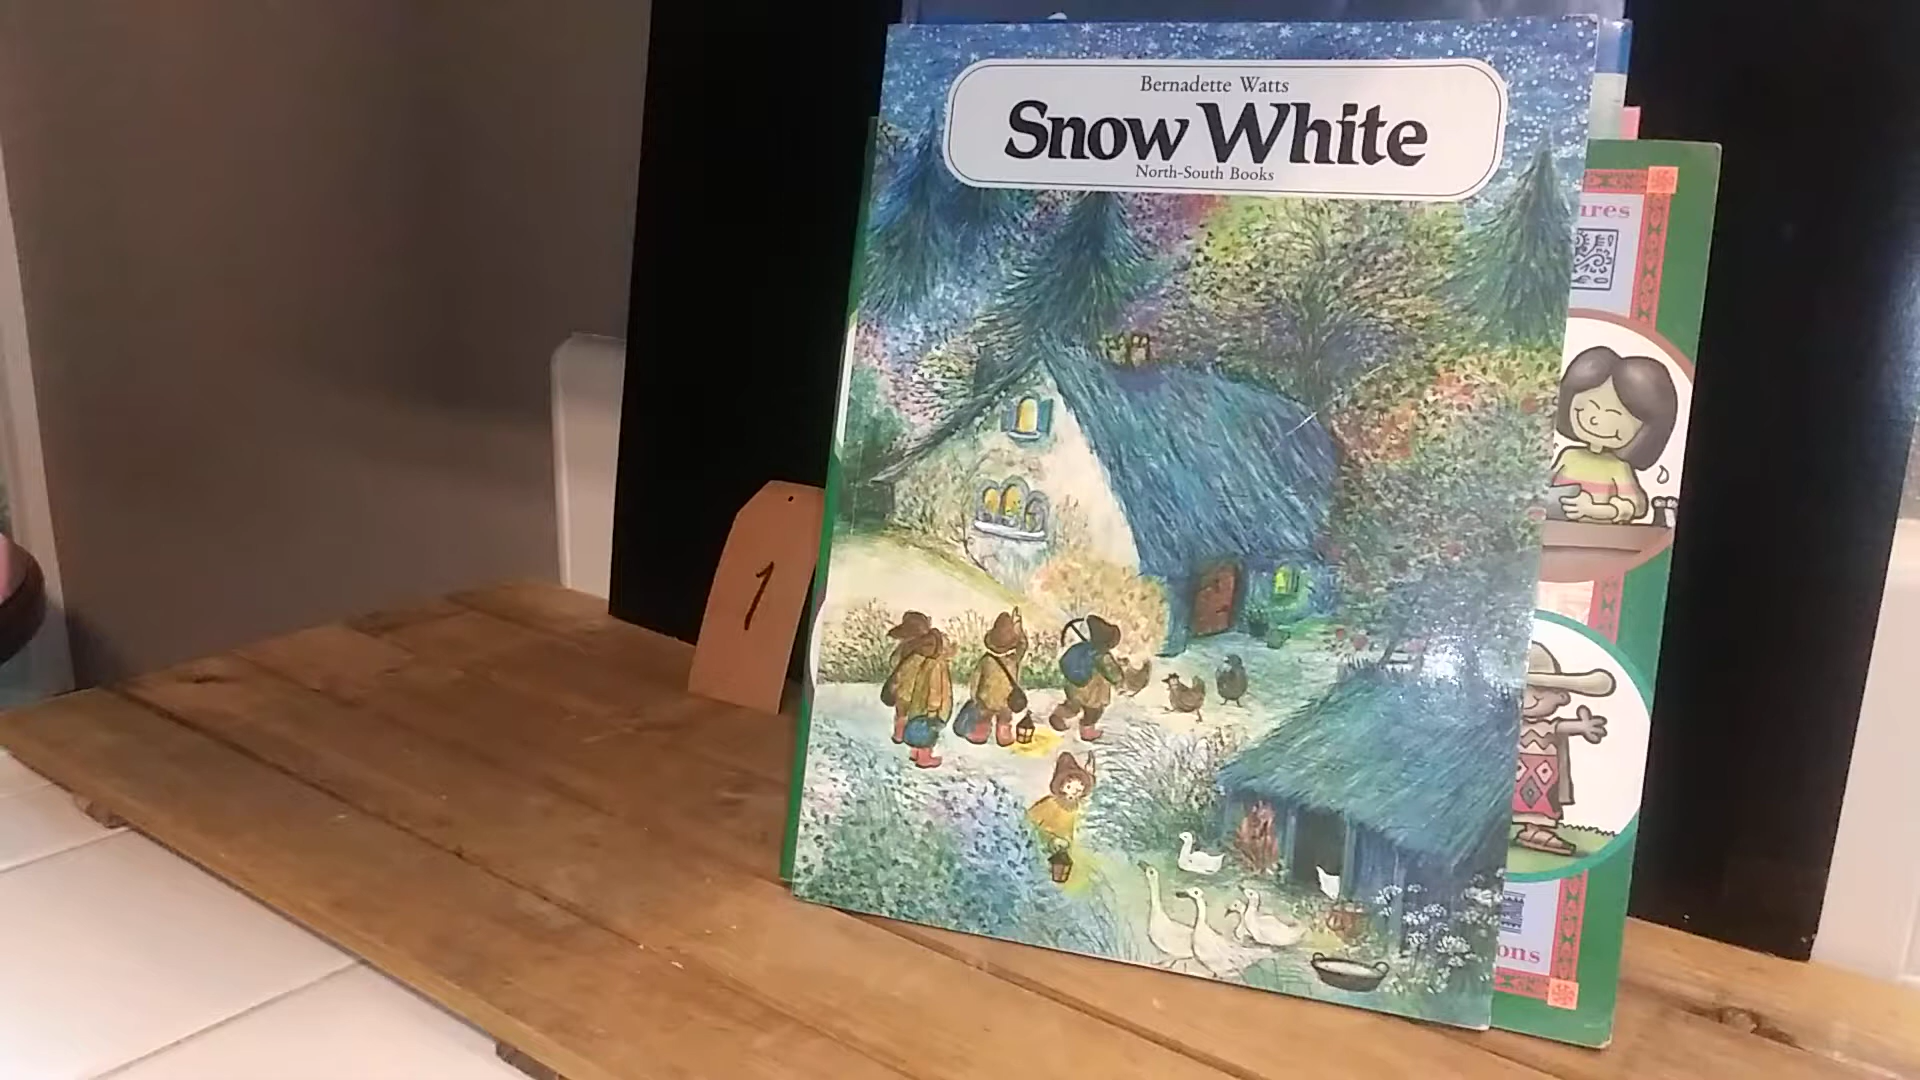 Bernadette Watts
Snow White
North-South Books
1